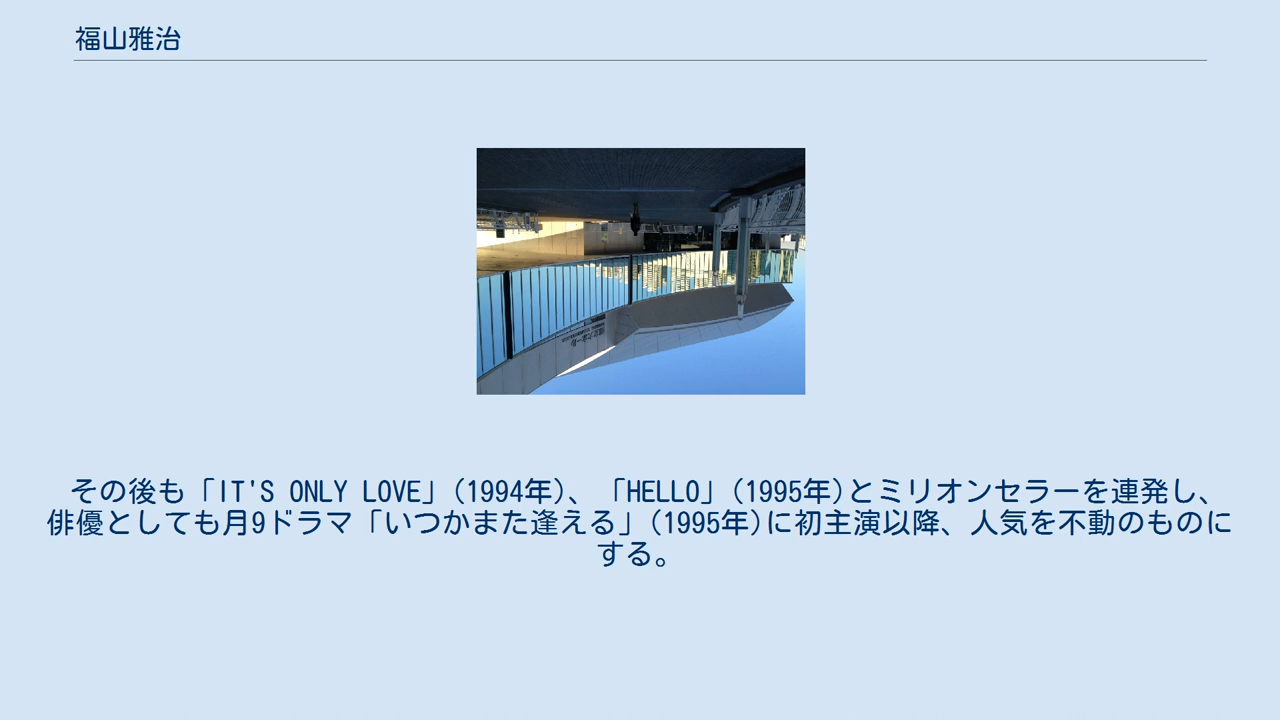 福山雅治
その後も「IT'S ONLY LOVE」(1994年)、「HELLO」(1995年)とミリオンセラーを連発し、
俳優としても月9ドラマ「いつかまた逢える」(1995年)に初主演以降、人気を不動のものに
する。